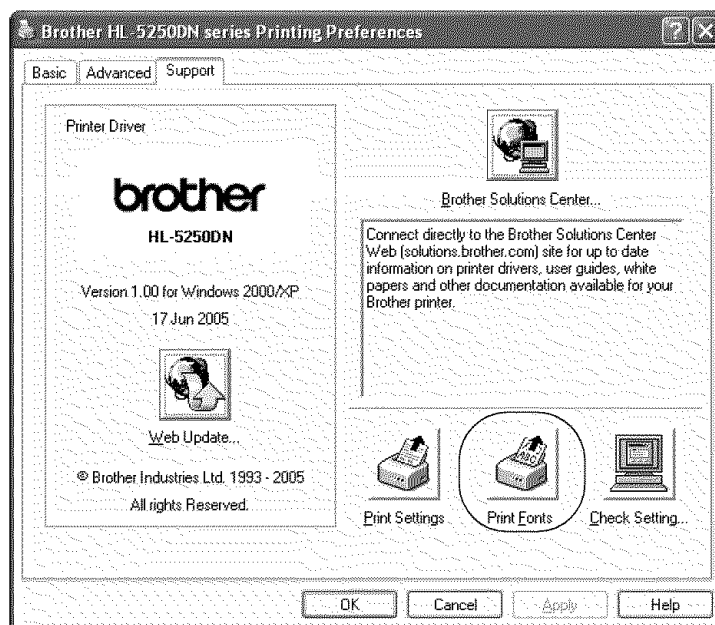 Brother HL-5250DN series Printing Preferences
Basic Advanced Support
Printer Driver
brother
HL-5250DN
Version 1.00 for Windows 2000/XP
17 Jun 2005
Web Update...
© Brother Industries Ltd. 1993 - 2005
All rights Reserved.
Brother Solutions Center...
Connect directly to the Brother Solutions Center
Web (solutions.brother.com) site for up to date
information on printer drivers, user guides, white
papers and other documentation available for your
Brother printer.
ABC
Print Settings Print Fonts Check Setting...
OK Cancel Apply Help